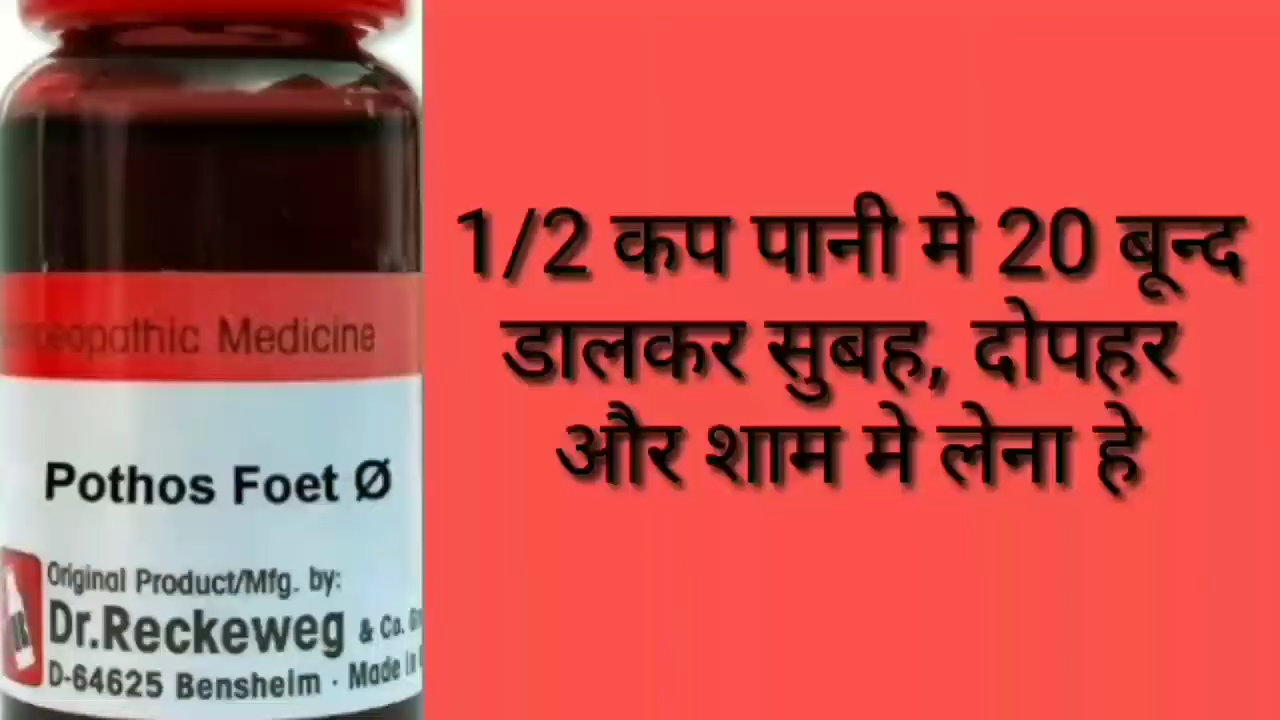 Medicine
Pothos Foet Ø
Original Product/Mfg. by:
Dr.Reckeweg & Co.
D-64625 Bensheim · Made In
1/2 कप पानी मे 20 बून्द
डालकर सुबह, दोपहर
और शाम मे लेना हे